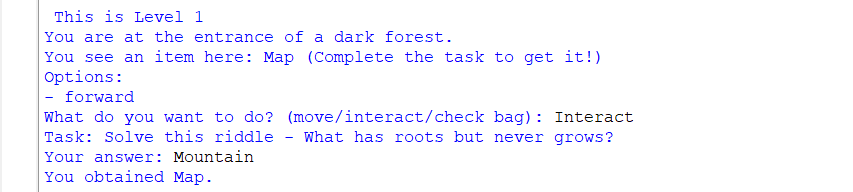 This is Level 1
You are at the entrance of a dark forest.
You see an item here: Map (Complete the task to get it!)
Options:
- forward
What do you want to do? (move/interact/check bag): Interact
Task: Solve this riddle - What has roots but never grows?
Your answer: Mountain
You obtained Map.